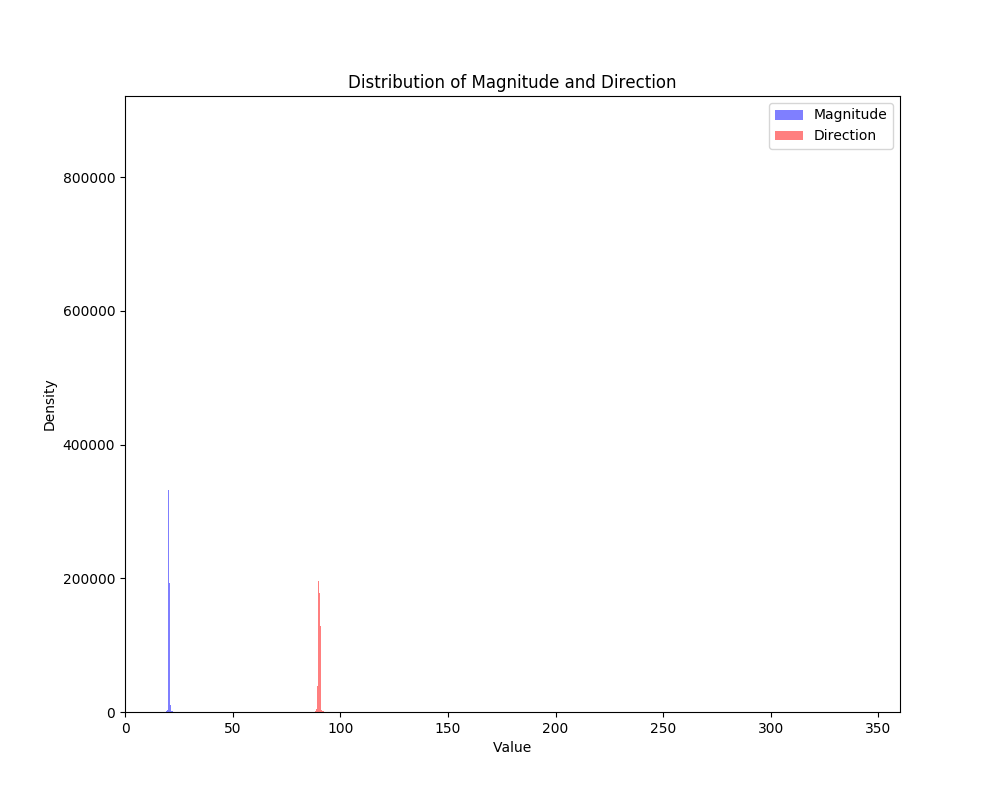 Distribution of Magnitude and Direction
Magnitude
Direction
800000
600000
400000
200000
0
Density
0 50 100 150 200 250 300 350
Value